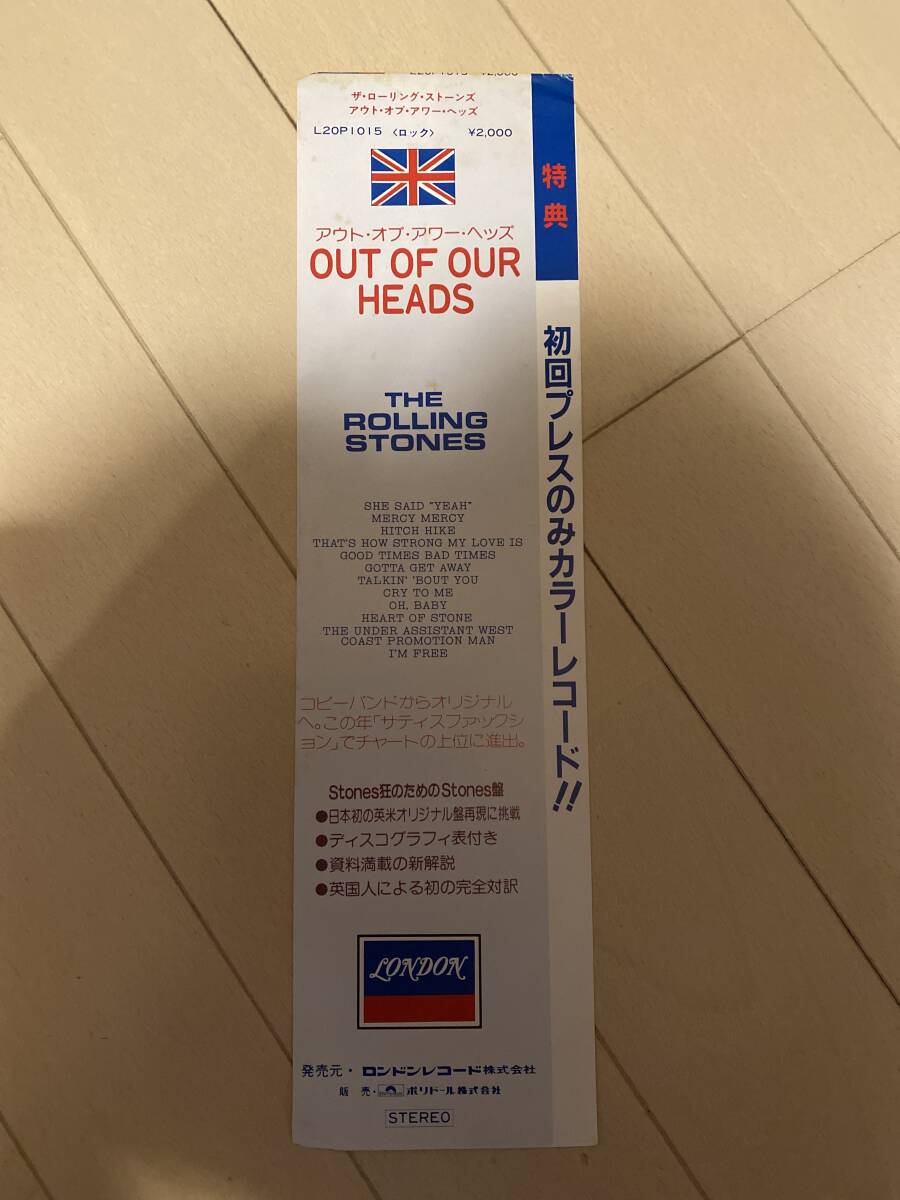 L20P1015 ¥2,000
ザ・ローリング・ストーンズ
アウト・オブ・アワー・ヘッズ
L20P1015 〈ロック〉 ¥2,000
アウト・オブ・アワー・ヘッズ
OUT OF OUR
HEADS
THE
ROLLING
STONES
SHE SAID "YEAH"
MERCY MERCY
HITCH HIKE
THAT'S HOW STRONG MY LOVE IS
GOOD TIMES BAD TIMES
GOTTA GET AWAY
TALKIN' 'BOUT YOU
CRY TO ME
OH, BABY
HEART OF STONE
THE UNDER ASSISTANT WEST
COAST PROMOTION MAN
I'M FREE
コピーバンドからオリジナル
へ。この年「サティスファックシ
ョン」でチャートの上位に進出。
Stones狂のためのStones盤
●日本初の英米オリジナル盤再現に挑戦
●ディスコグラフィ表付き
●資料満載の新解説
●英国人による初の完全対訳
LONDON
発売元・ロンドンレコード株式会社
販売・ポリドール株式会社
STEREO
特典
初回プレスのみカラーレコード!!